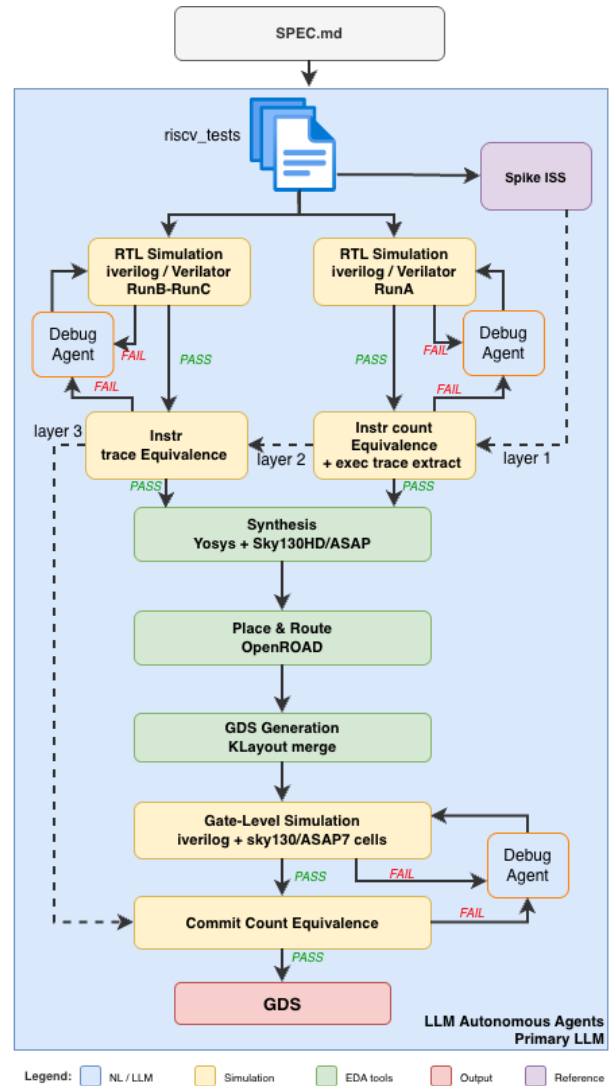 SPEC.md
riscv_tests
Spike ISS
RTL Simulation
iverilog / Verilator
RunB-RunC
RTL Simulation
iverilog / Verilator
RunA
Debug
Agent
FAIL
PASS
PASS
FAIL
Debug
Agent
FAIL
FAIL
layer 3
Instr
trace Equivalence
layer 2
Instr count
Equivalence
+ exec trace extract
layer 1
PASS
PASS
Synthesis
Yosys + Sky130HD/ASAP
Place & Route
OpenROAD
GDS Generation
KLayout merge
Gate-Level Simulation
iverilog + sky130/ASAP7 cells
Debug
Agent
PASS
FAIL
Commit Count Equivalence
FAIL
PASS
GDS
LLM Autonomous Agents
Primary LLM
Legend: NL / LLM Simulation EDA tools Output Reference